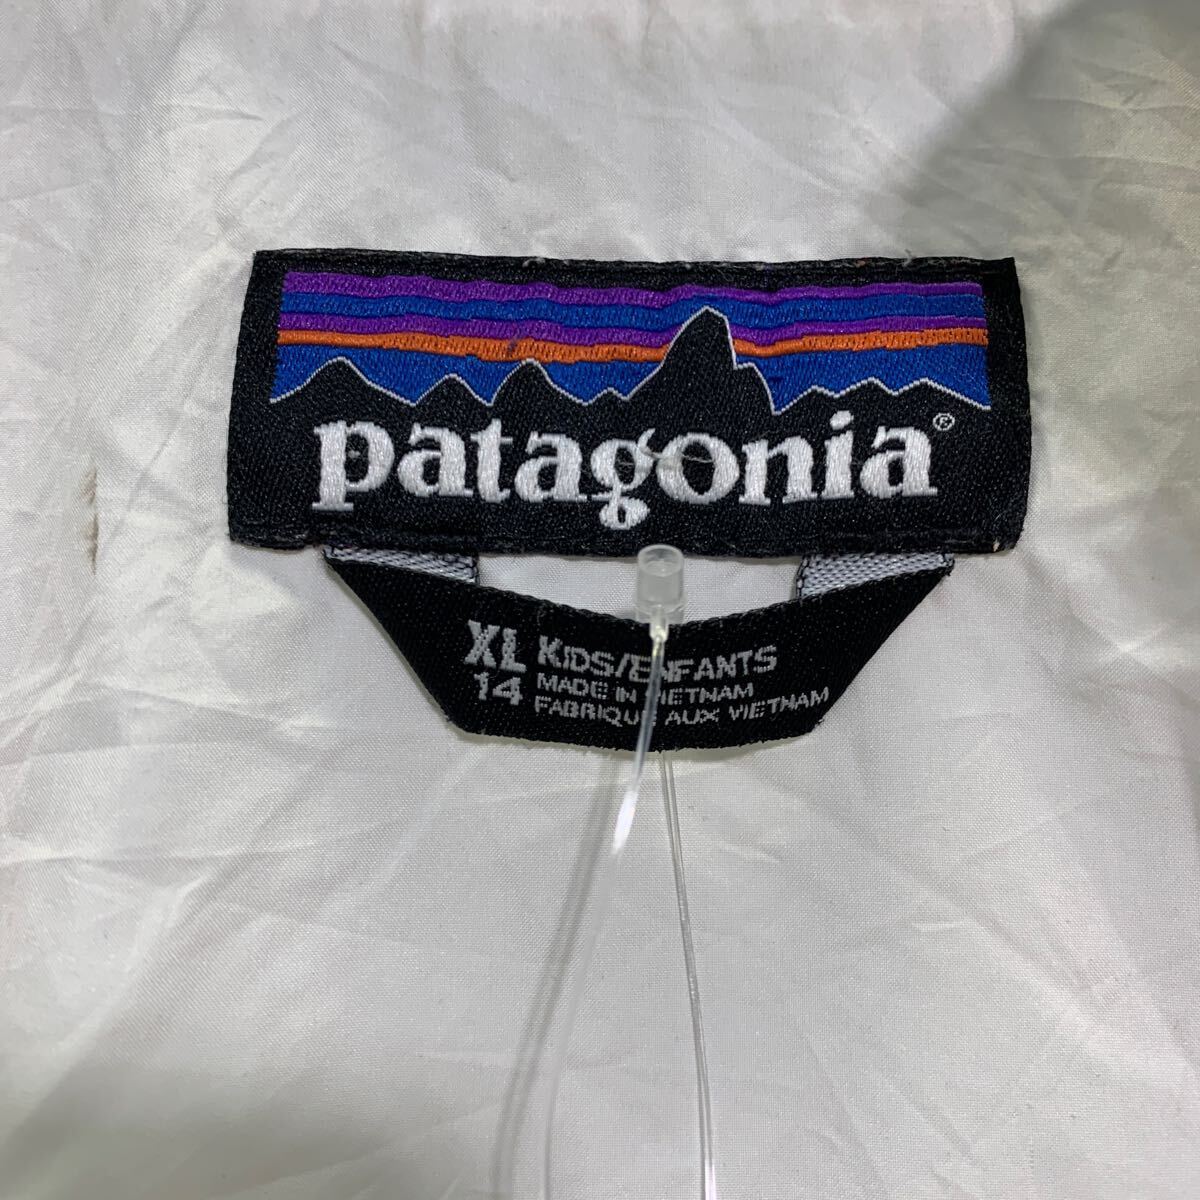 patagonia®
XL KIDS/ENFANTS
14 MADE IN VIETNAM
FABRIQUE AUX VIETNAM